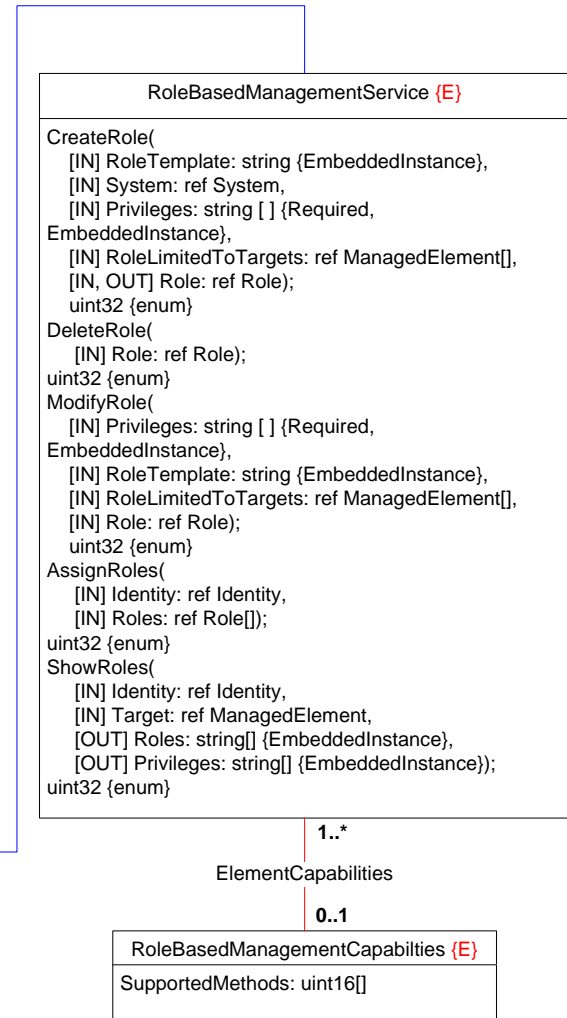 RoleBasedManagementService {E}
CreateRole(
[IN] RoleTemplate: string {EmbeddedInstance},
[IN] System: ref System,
[IN] Privileges: string [ ] {Required,
EmbeddedInstance},
[IN] RoleLimitedToTargets: ref ManagedElement[],
[IN, OUT] Role: ref Role);
uint32 {enum}
DeleteRole(
[IN] Role: ref Role);
uint32 {enum}
ModifyRole(
[IN] Privileges: string [ ] {Required,
EmbeddedInstance},
[IN] RoleTemplate: string {EmbeddedInstance},
[IN] RoleLimitedToTargets: ref ManagedElement[],
[IN] Role: ref Role);
uint32 {enum}
AssignRoles(
[IN] Identity: ref Identity,
[IN] Roles: ref Role[]);
uint32 {enum}
ShowRoles(
[IN] Identity: ref Identity,
[IN] Target: ref ManagedElement,
[OUT] Roles: string[] {EmbeddedInstance},
[OUT] Privileges: string[] {EmbeddedInstance});
uint32 {enum}
1..*
ElementCapabilities
0..1
RoleBasedManagementCapabilties {E}
SupportedMethods: uint16[]